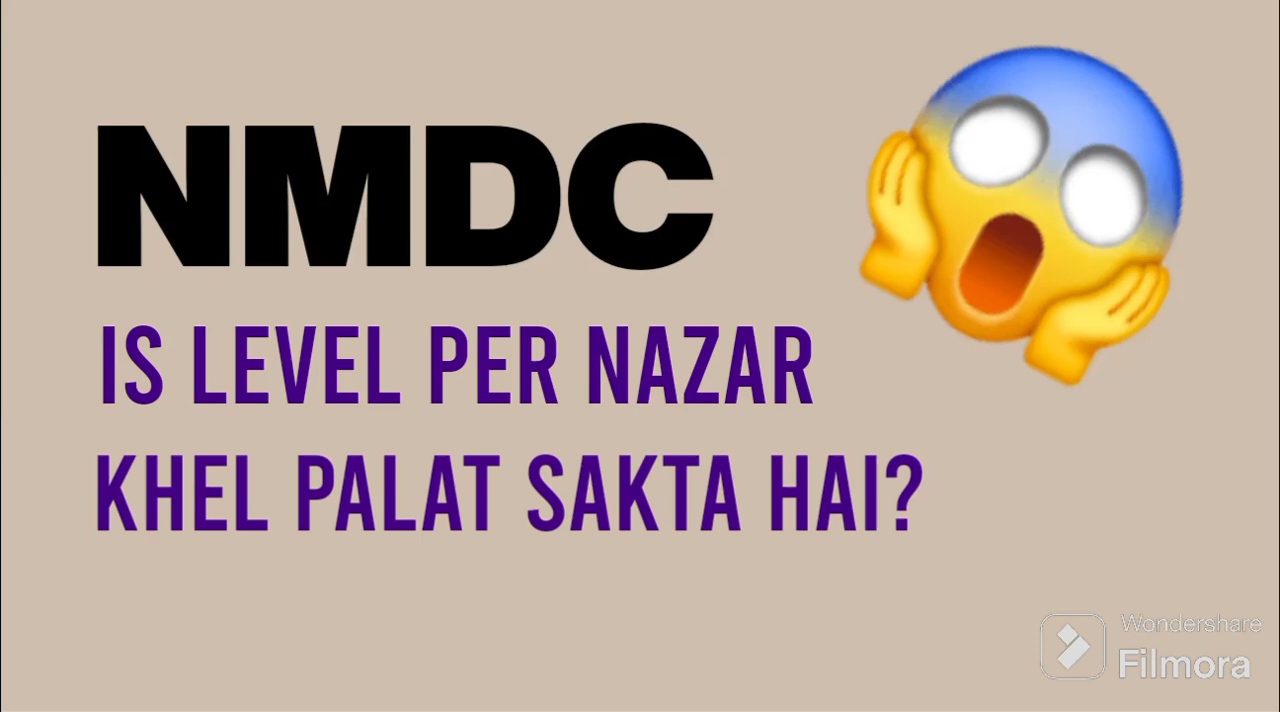 NMDC
IS LEVEL PER NAZAR
KHEL PALAT SAKTA HAI?
Wondershare
Filmora